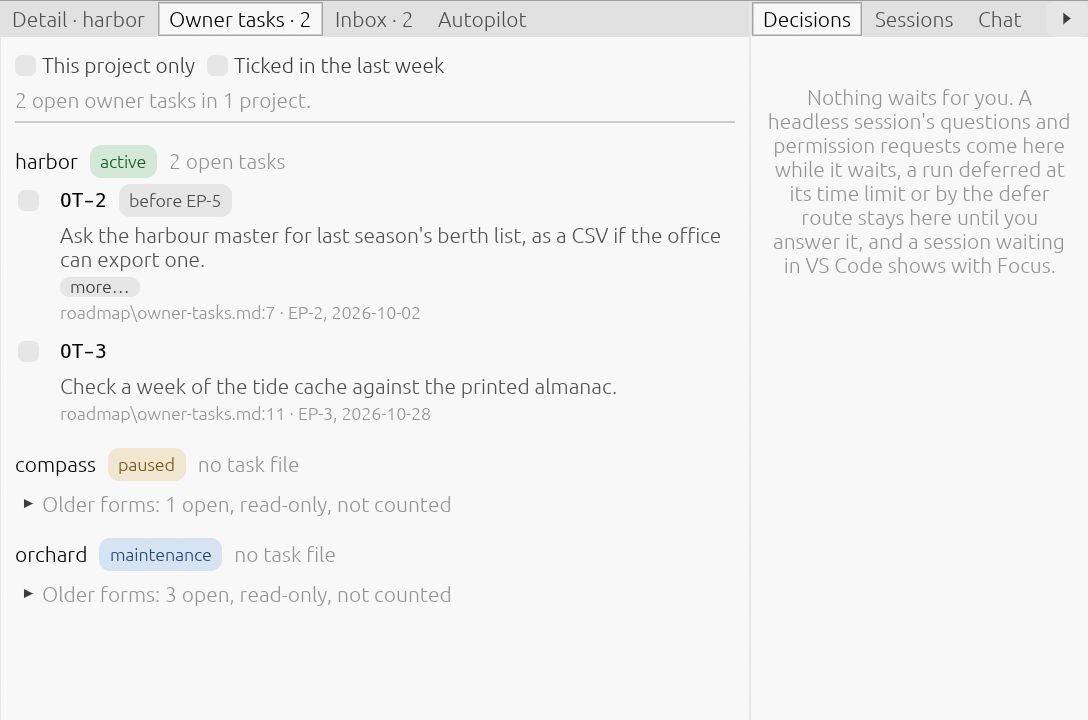 Detail · harbor
Owner tasks · 2
Inbox · 2
Autopilot
Decisions
Sessions
Chat
This project only
Ticked in the last week
2 open owner tasks in 1 project.
harbor
active
2 open tasks
OT-2
before EP-5
Ask the harbour master for last season's berth list, as a CSV if the office
can export one.
more...
roadmap\owner-tasks.md:7 · EP-2, 2026-10-02
OT-3
Check a week of the tide cache against the printed almanac.
roadmap\owner-tasks.md:11 · EP-3, 2026-10-28
compass
paused
no task file
Older forms: 1 open, read-only, not counted
orchard
maintenance
no task file
Older forms: 3 open, read-only, not counted
Nothing waits for you. A
headless session's questions and
permission requests come here
while it waits, a run deferred at
its time limit or by the defer
route stays here until you
answer it, and a session waiting
in VS Code shows with Focus.